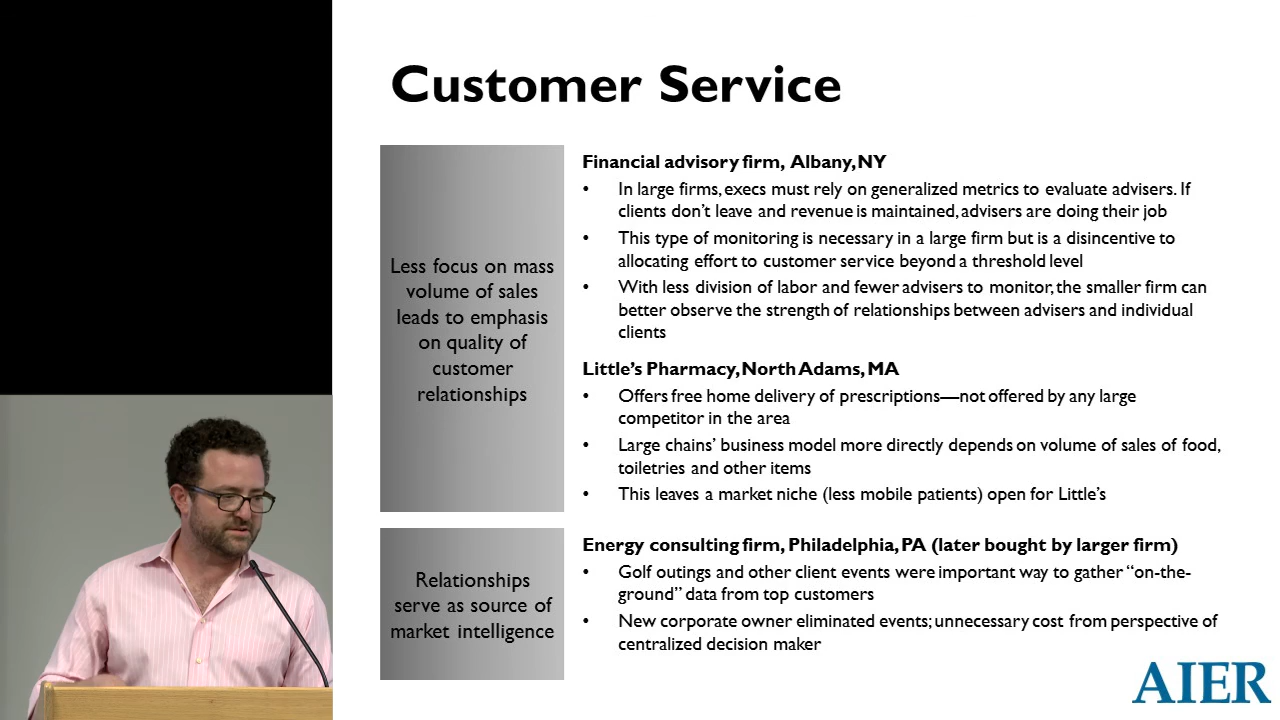 Customer Service
Less focus on mass
volume of sales
leads to emphasis
on quality of
customer
relationships
Financial advisory firm, Albany, NY
• In large firms, execs must rely on generalized metrics to evaluate advisers. If
clients don’t leave and revenue is maintained, advisers are doing their job
• This type of monitoring is necessary in a large firm but is a disincentive to
allocating effort to customer service beyond a threshold level
• With less division of labor and fewer advisers to monitor, the smaller firm can
better observe the strength of relationships between advisers and individual
clients
Little’s Pharmacy, North Adams, MA
• Offers free home delivery of prescriptions—not offered by any large
competitor in the area
• Large chains’ business model more directly depends on volume of sales of food,
toiletries and other items
• This leaves a market niche (less mobile patients) open for Little’s
Relationships
serve as source of
market intelligence
Energy consulting firm, Philadelphia, PA (later bought by larger firm)
• Golf outings and other client events were important way to gather “on-the-
ground” data from top customers
• New corporate owner eliminated events; unnecessary cost from perspective of
centralized decision maker
AIER